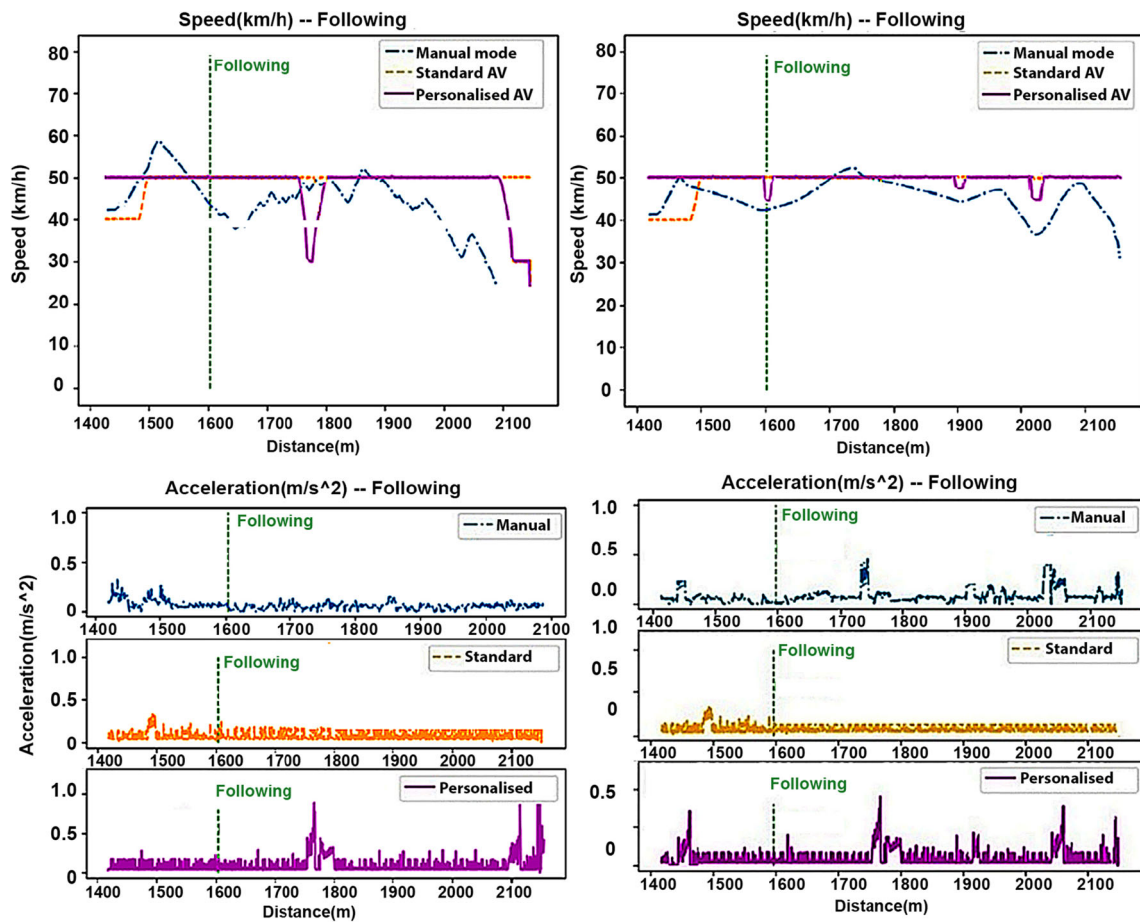 Speed(km/h) -- Following
80
70
60
50
40
30
20
10
0
Speed (km/h)
Following
Manual mode
Standard AV
Personalised AV
1400 1500 1600 1700 1800 1900 2000 2100
Distance(m)
Speed(km/h) -- Following
80
70
60
50
40
30
20
10
0
Speed (km/h)
Following
Manual mode
Standard AV
Personalised AV
1400 1500 1600 1700 1800 1900 2000 2100
Distance(m)
Acceleration(m/s^2) -- Following
Acceleration(m/s^2)
1.0
0.5
0
Following
Manual
1400 1500 1600 1700 1800 1900 2000 2100
1.0
0.5
0
Following
Standard
1400 1500 1600 1700 1800 1900 2000 2100
1.0
0.5
0
Following
Personalised
1400 1500 1600 1700 1800 1900 2000 2100
Distance(m)
Acceleration(m/s^2) -- Following
1.0
0.5
0.0
Following
Manual
1400 1500 1600 1700 1800 1900 2000 2100
1.0
0.5
0
Following
Standard
1400 1500 1600 1700 1800 1900 2000 2100
0.5
0
Following
Personalised
1400 1500 1600 1700 1800 1900 2000 2100
Distance(m)